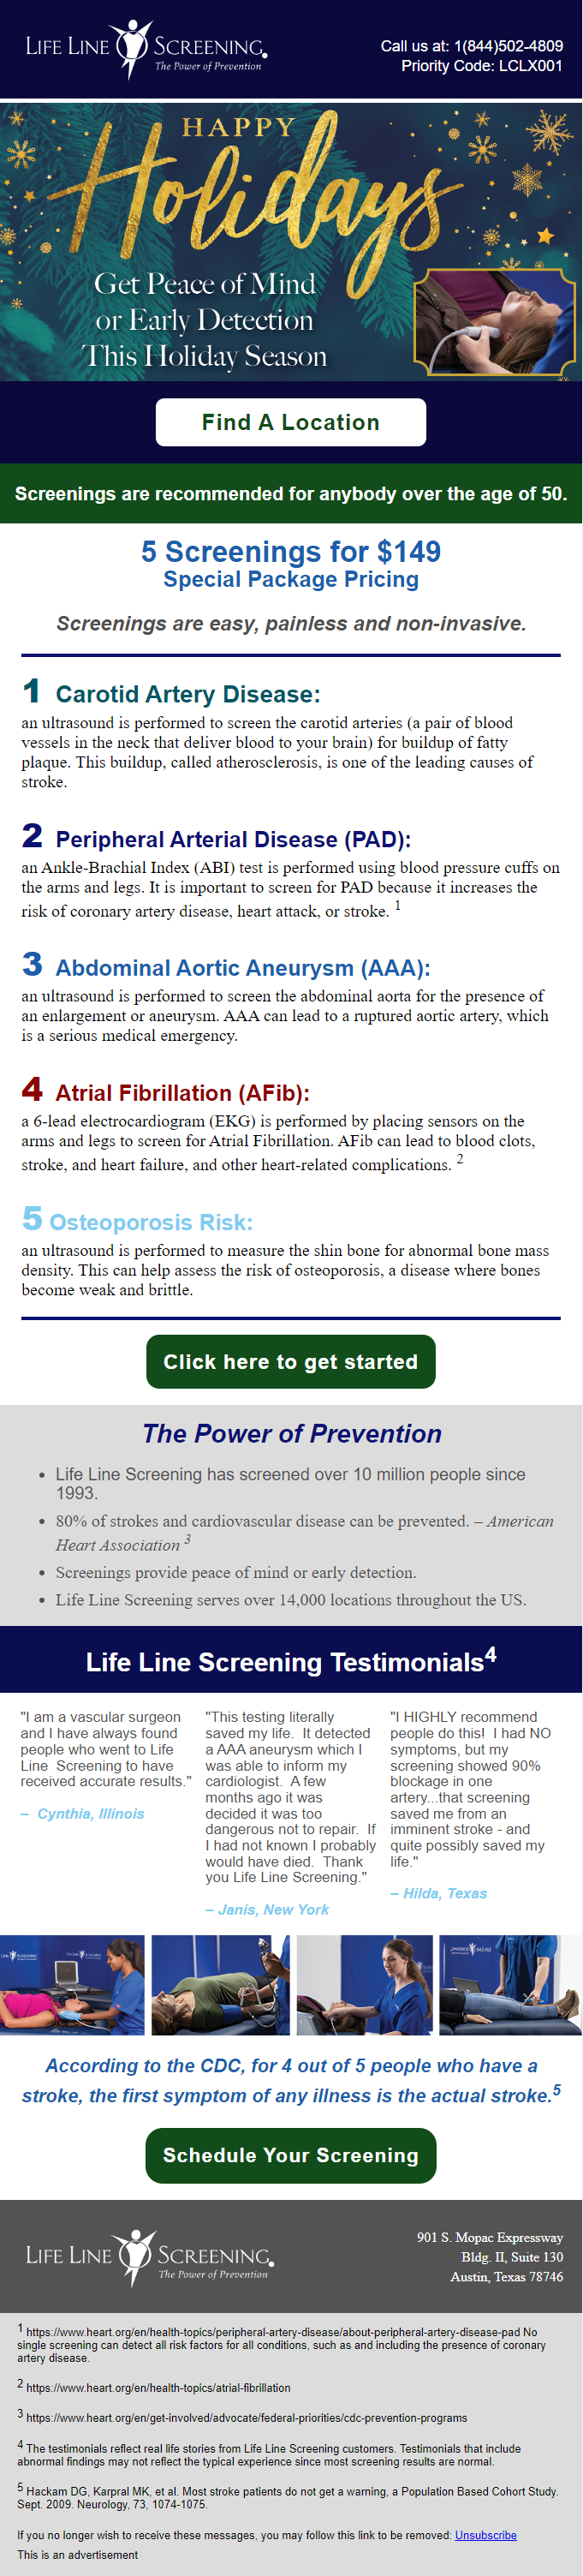 LIFE LINE SCREENING.
The Power of Prevention
Call us at: 1(844)502-4809
Priority Code: LCLX001
HAPPY
Holidays
Get Peace of Mind
or Early Detection
This Holiday Season
Find A Location
Screenings are recommended for anybody over the age of 50.
5 Screenings for $149
Special Package Pricing
Screenings are easy, painless and non-invasive.
1 Carotid Artery Disease:
an ultrasound is performed to screen the carotid arteries (a pair of blood
vessels in the neck that deliver blood to your brain) for buildup of fatty
plaque. This buildup, called atherosclerosis, is one of the leading causes of
stroke.
2 Peripheral Arterial Disease (PAD):
an Ankle-Brachial Index (ABI) test is performed using blood pressure cuffs on
the arms and legs. It is important to screen for PAD because it increases the
risk of coronary artery disease, heart attack, or stroke. 1
3 Abdominal Aortic Aneurysm (AAA):
an ultrasound is performed to screen the abdominal aorta for the presence of
an enlargement or aneurysm. AAA can lead to a ruptured aortic artery, which
is a serious medical emergency.
4 Atrial Fibrillation (AFib):
a 6-lead electrocardiogram (EKG) is performed by placing sensors on the
arms and legs to screen for Atrial Fibrillation. AFib can lead to blood clots,
stroke, and heart failure, and other heart-related complications. 2
5 Osteoporosis Risk:
an ultrasound is performed to measure the shin bone for abnormal bone mass
density. This can help assess the risk of osteoporosis, a disease where bones
become weak and brittle.
Click here to get started
The Power of Prevention
• Life Line Screening has screened over 10 million people since
1993.
• 80% of strokes and cardiovascular disease can be prevented. – American
Heart Association 3
• Screenings provide peace of mind or early detection.
• Life Line Screening serves over 14,000 locations throughout the US.
Life Line Screening Testimonials4
"I am a vascular surgeon
and I have always found
people who went to Life
Line Screening to have
received accurate results."
– Cynthia, Illinois
"This testing literally
saved my life. It detected
a AAA aneurysm which I
was able to inform my
cardiologist. A few
months ago it was
decided it was too
dangerous not to repair. If
I had not known I probably
would have died. Thank
you Life Line Screening."
– Janis, New York
"I HIGHLY recommend
people do this! I had NO
symptoms, but my
screening showed 90%
blockage in one
artery...that screening
saved me from an
imminent stroke - and
quite possibly saved my
life."
– Hilda, Texas
According to the CDC, for 4 out of 5 people who have a
stroke, the first symptom of any illness is the actual stroke.5
Schedule Your Screening
LIFE LINE SCREENING.
The Power of Prevention
901 S. Mopac Expressway
Bldg. II, Suite 130
Austin, Texas 78746
1 https://www.heart.org/en/health-topics/peripheral-artery-disease/about-peripheral-artery-disease-pad No
single screening can detect all risk factors for all conditions, such as and including the presence of coronary
artery disease.
2 https://www.heart.org/en/health-topics/atrial-fibrillation
3 https://www.heart.org/en/get-involved/advocate/federal-priorities/cdc-prevention-programs
4 The testimonials reflect real life stories from Life Line Screening customers. Testimonials that include
abnormal findings may not reflect the typical experience since most screening results are normal.
5 Hackam DG, Karpral MK, et al. Most stroke patients do not get a warning, a Population Based Cohort Study.
Sept. 2009. Neurology, 73, 1074-1075.
If you no longer wish to receive these messages, you may follow this link to be removed: Unsubscribe
This is an advertisement